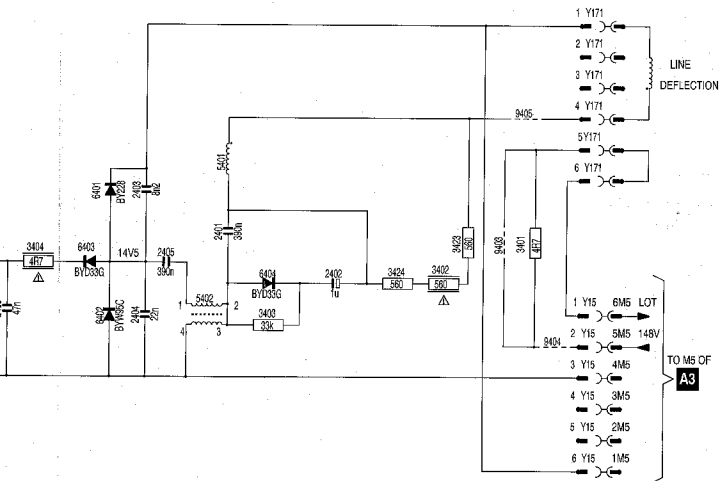 1 Y171
2 Y171
3 Y171
4 Y171
5 Y171
6 Y171
LINE
DEFLECTION
9405
5401
6401
BY228
2403
8n2
2401
390n
3423
560
9403
3401
4R7
3404
4R7
6403
BYD33G
14V5
2405
390n
6404
BYD33G
2402
1u
3424
560
3402
560
47n
6402
BYW95C
2404
22n
5402
1
2
4
3
3403
33k
9404
1 Y15 6M5 LOT
2 Y15 5M5 148V
3 Y15 4M5
4 Y15 3M5
5 Y15 2M5
6 Y15 1M5
TO M5 OF
A3